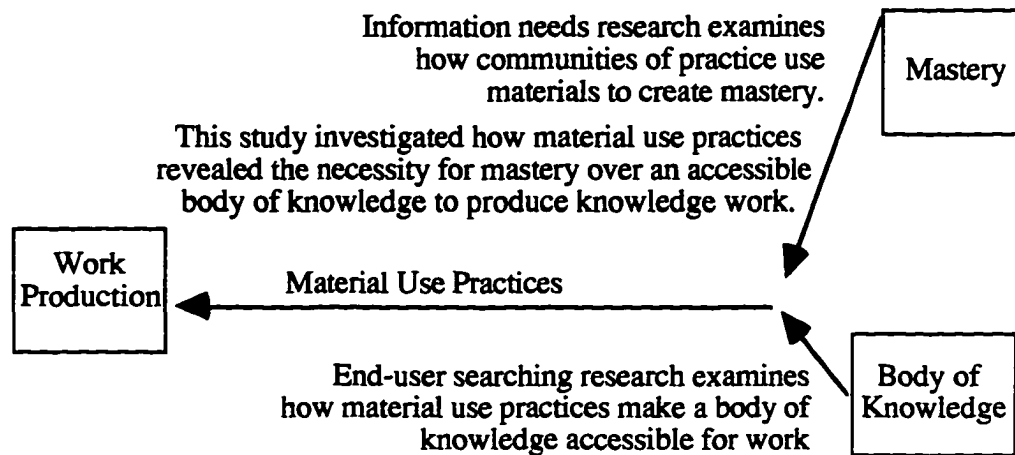 Information needs research examines
how communities of practice use
materials to create mastery.
Mastery
This study investigated how material use practices
revealed the necessity for mastery over an accessible
body of knowledge to produce knowledge work.
Work
Production
Material Use Practices
End-user searching research examines
how material use practices make a body of
knowledge accessible for work
Body of
Knowledge